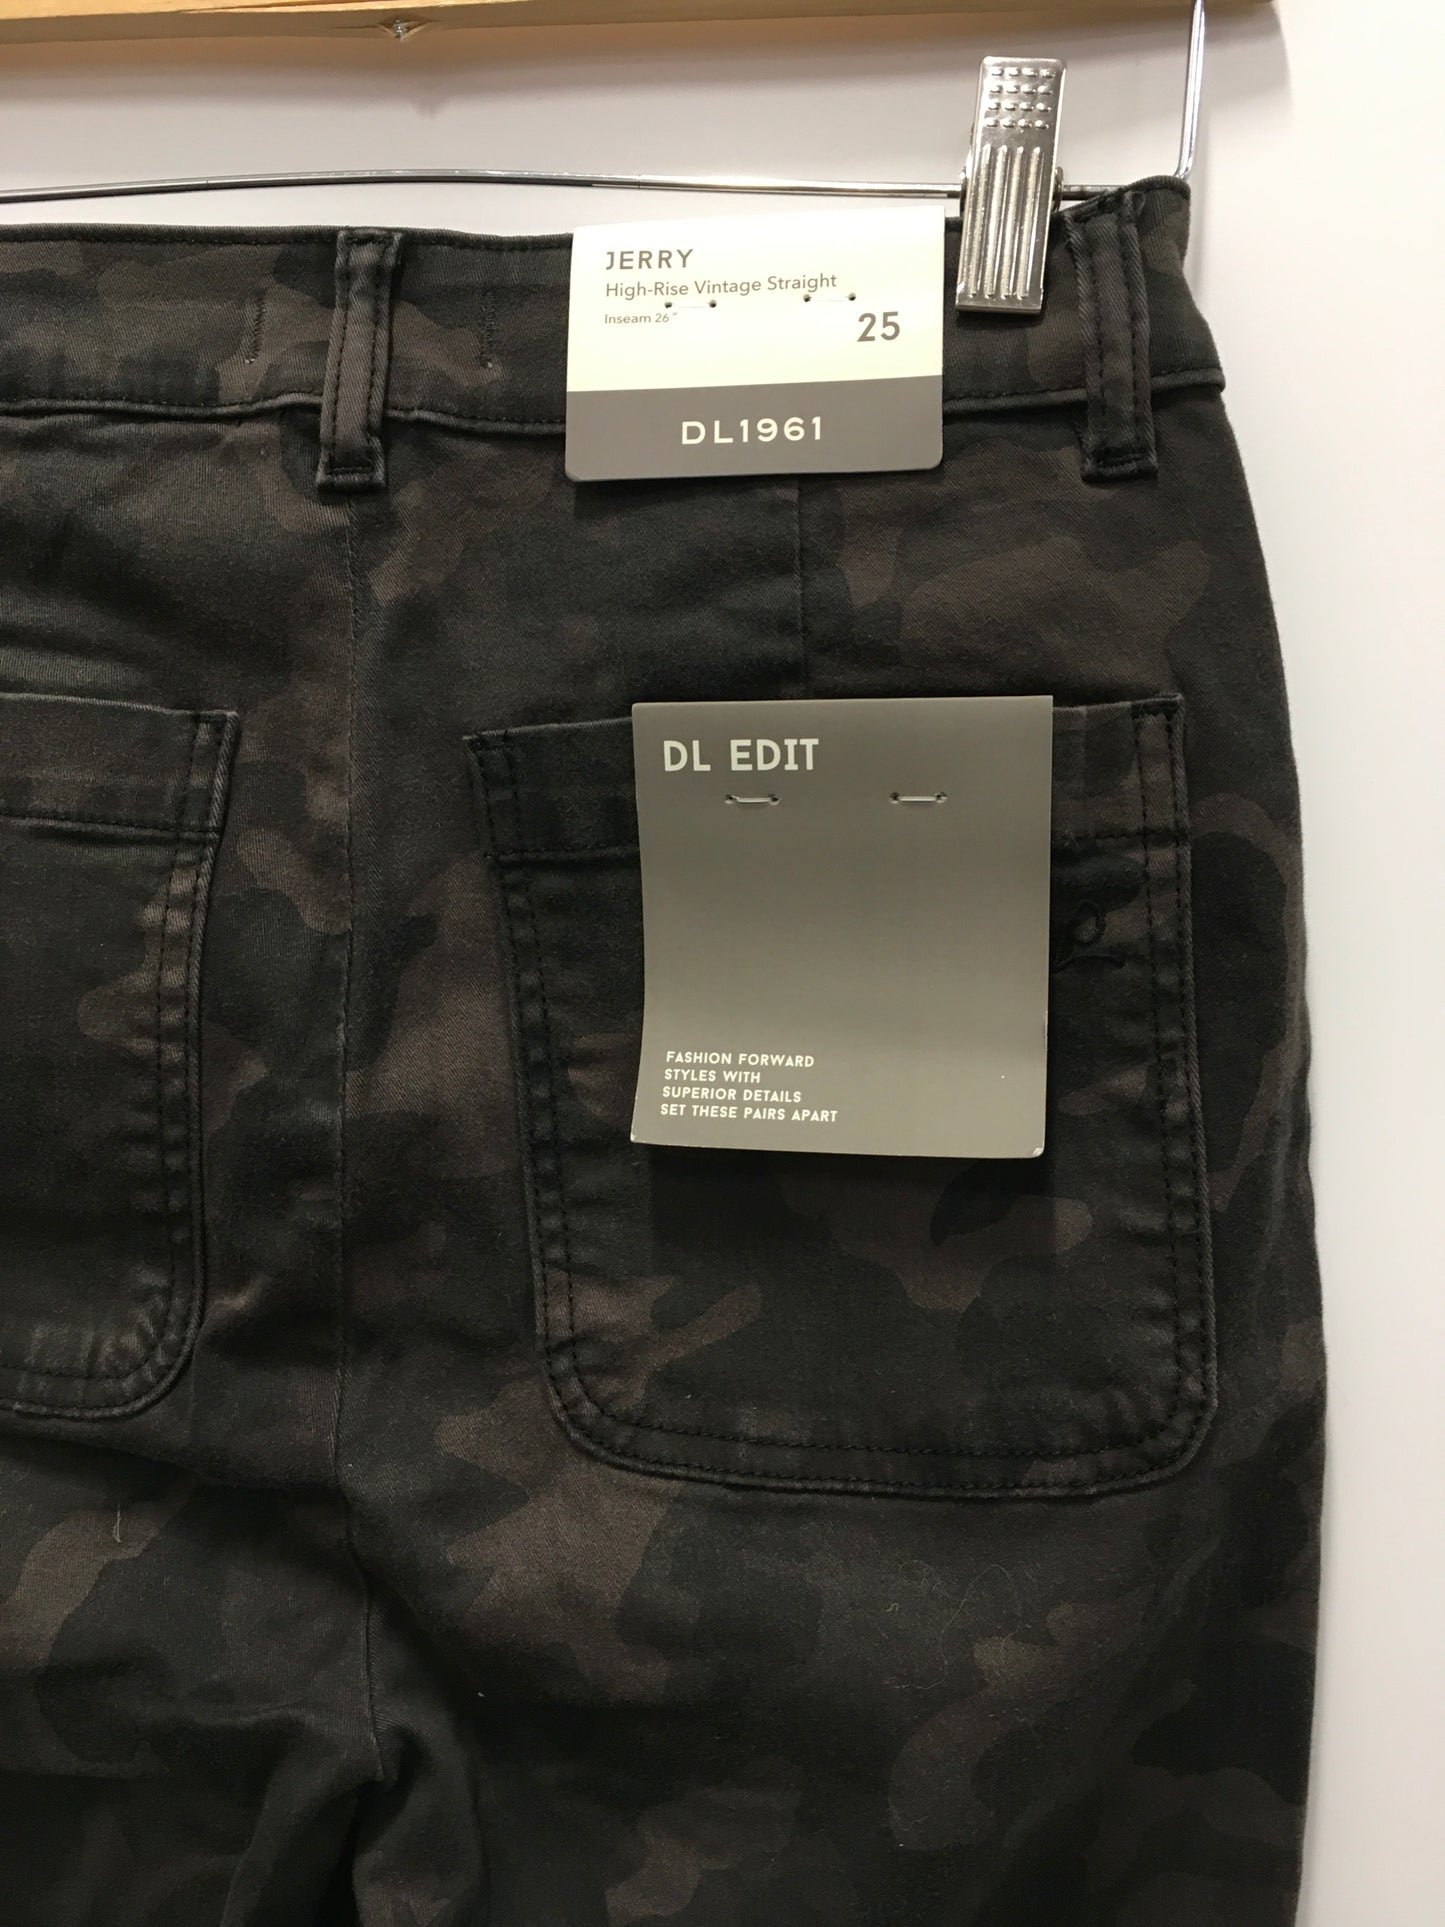 JERRY
High-Rise Vintage Straight
Inseam 26"
25
DL1961
DL EDIT
FASHION FORWARD
STYLES WITH
SUPERIOR DETAILS
SET THESE PAIRS APART